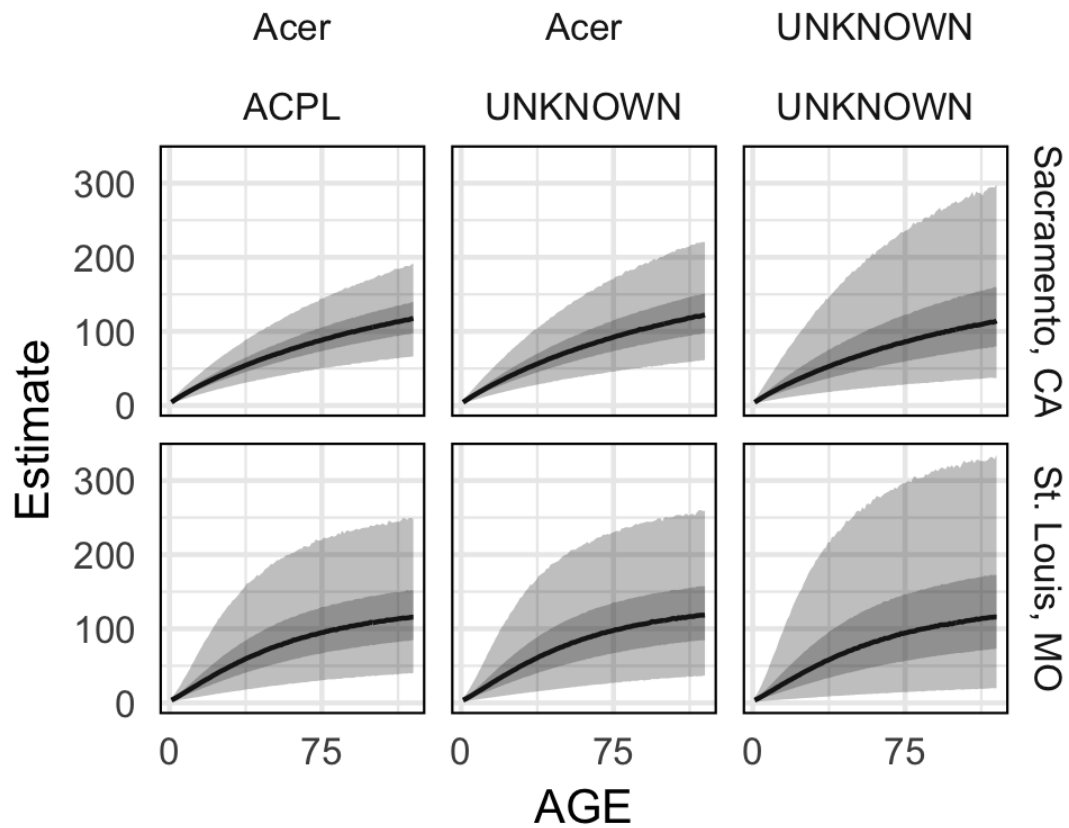 Acer Acer UNKNOWN
ACPL UNKNOWN UNKNOWN
300
200
100
0
Sacramento, CA
Estimate
300
200
100
0
St. Louis, MO
0 75 0 75 0 75
AGE